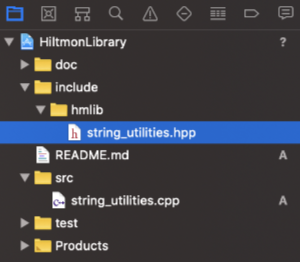 HiltmonLibrary ?
doc
include
hmlib
string_utilities.hpp
README.md A
src
string_utilities.cpp A
test
Products